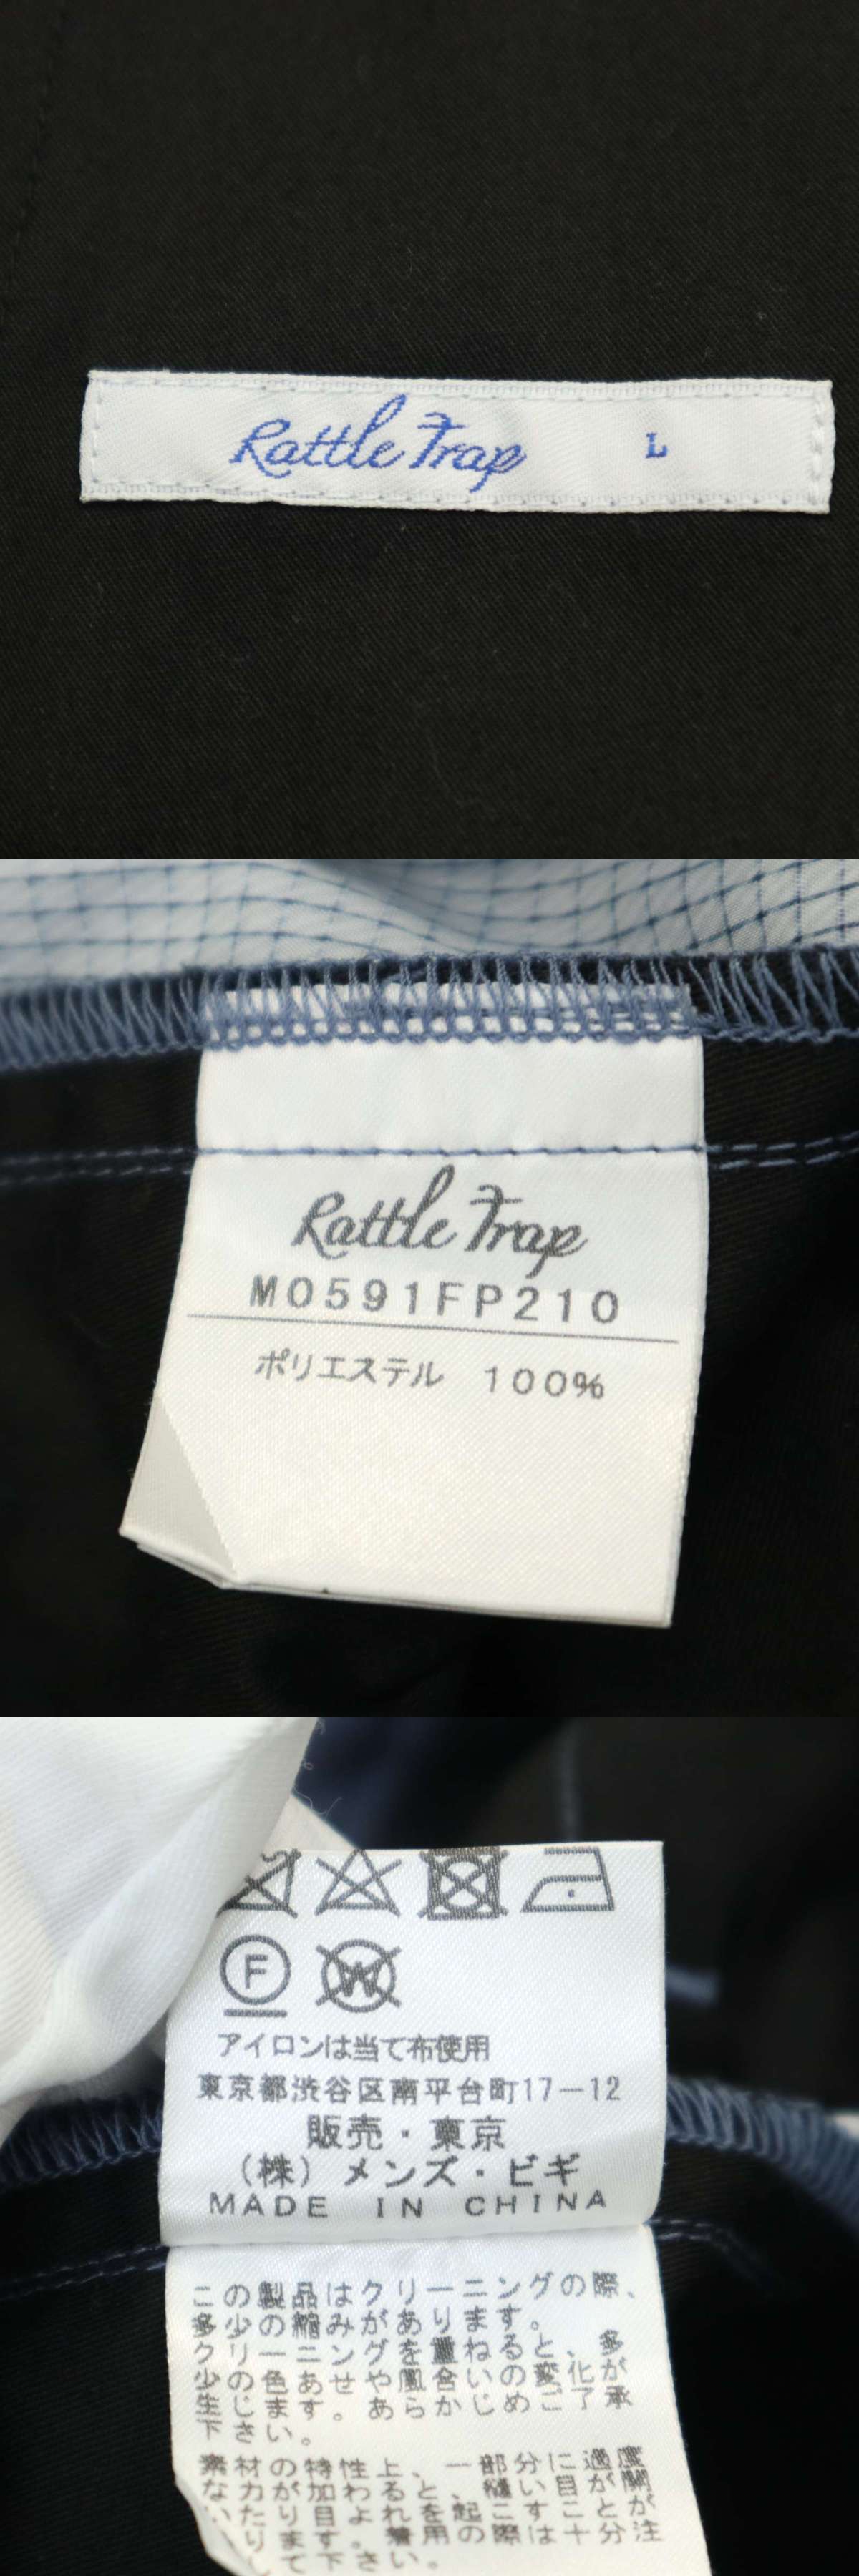 Rattle Trap L
Rattle Trap
M0591FP210
ポリエステル 100%
F
W
アイロンは当て布使用
東京都渋谷区南平台町17-12
販売・東京
(株)メンズ・ビギ
MADE IN CHINA
この製品はクリーニングの際、
多少の縮みがあります。
クリーニングを重ねると、多
少の色あせや風合いの変化が
生じます。あらかじめご了承
下さい。
素材の特性上、一部分に過度
な力が加わると、縫い目が開
いたり目よれを起こすことが
ります。着用の際は十分注
して下さい。